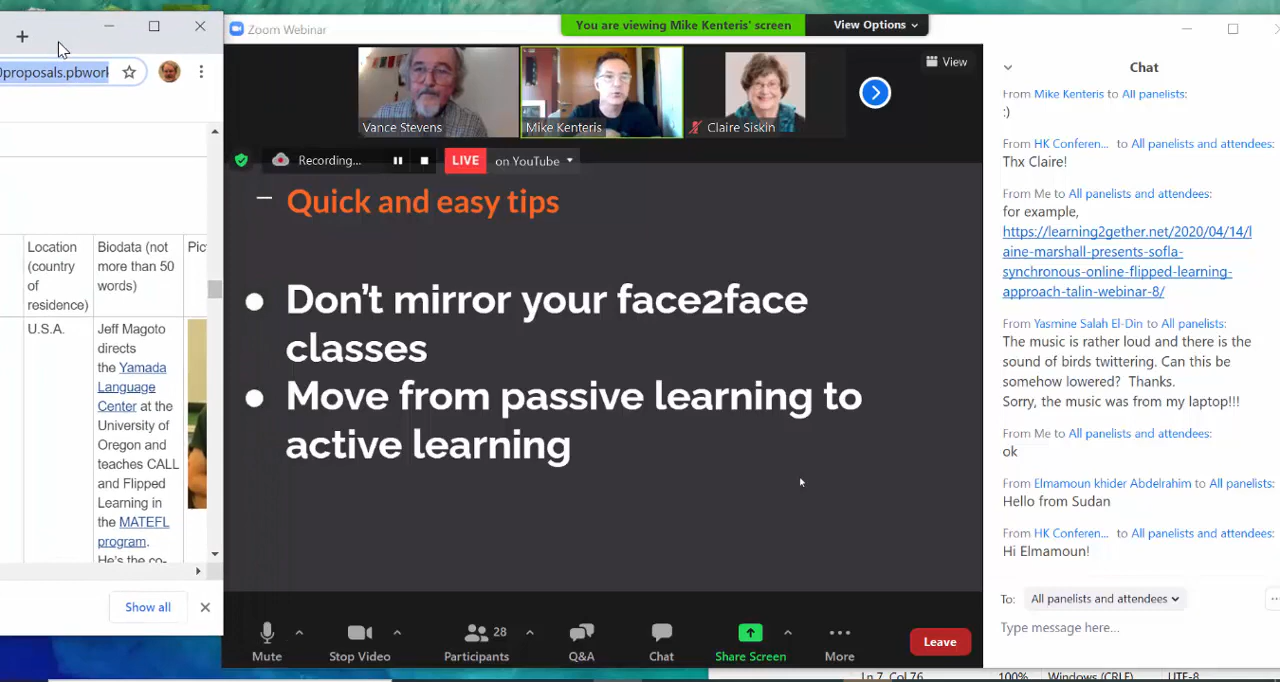 0proposals.pbwork
Location
(country
of
residence)
Biodata (not
more than 50
words)
Pic
U.S.A.
Jeff Magoto
directs
the Yamada
Language
Center at the
University of
Oregon and
teaches CALL
and Flipped
Learning in
the MATEFL
program.
He's the co-
Show all
Zoom Webinar
You are viewing Mike Kenteris' screen
View Options
Vance Stevens
Mike Kenteris
Claire Siskin
View
Recording...
LIVE
on YouTube
Quick and easy tips
● Don't mirror your face2face
classes
● Move from passive learning to
active learning
Mute
Stop Video
28
Participants
Q&A
Chat
Share Screen
More
Leave
Chat
From Mike Kenteris to All panelists:
:)
From HK Conferen... to All panelists and attendees:
Thx Claire!
From Me to All panelists and attendees:
for example,
https://learning2gether.net/2020/04/14/l
aine-marshall-presents-sofla-
synchronous-online-flipped-learning-
approach-talin-webinar-8/
From Yasmine Salah El-Din to All panelists:
The music is rather loud and there is the
sound of birds twittering. Can this be
somehow lowered? Thanks.
Sorry, the music was from my laptop!!!
From Me to All panelists and attendees:
ok
From Elmamoun khider Abdelrahim to All panelists:
Hello from Sudan
From HK Conferen... to All panelists and attendees:
Hi Elmamoun!
To: All panelists and attendees
Type message here...
Ln 7, Col 76
100%
Windows (CRLF)
UTF-8